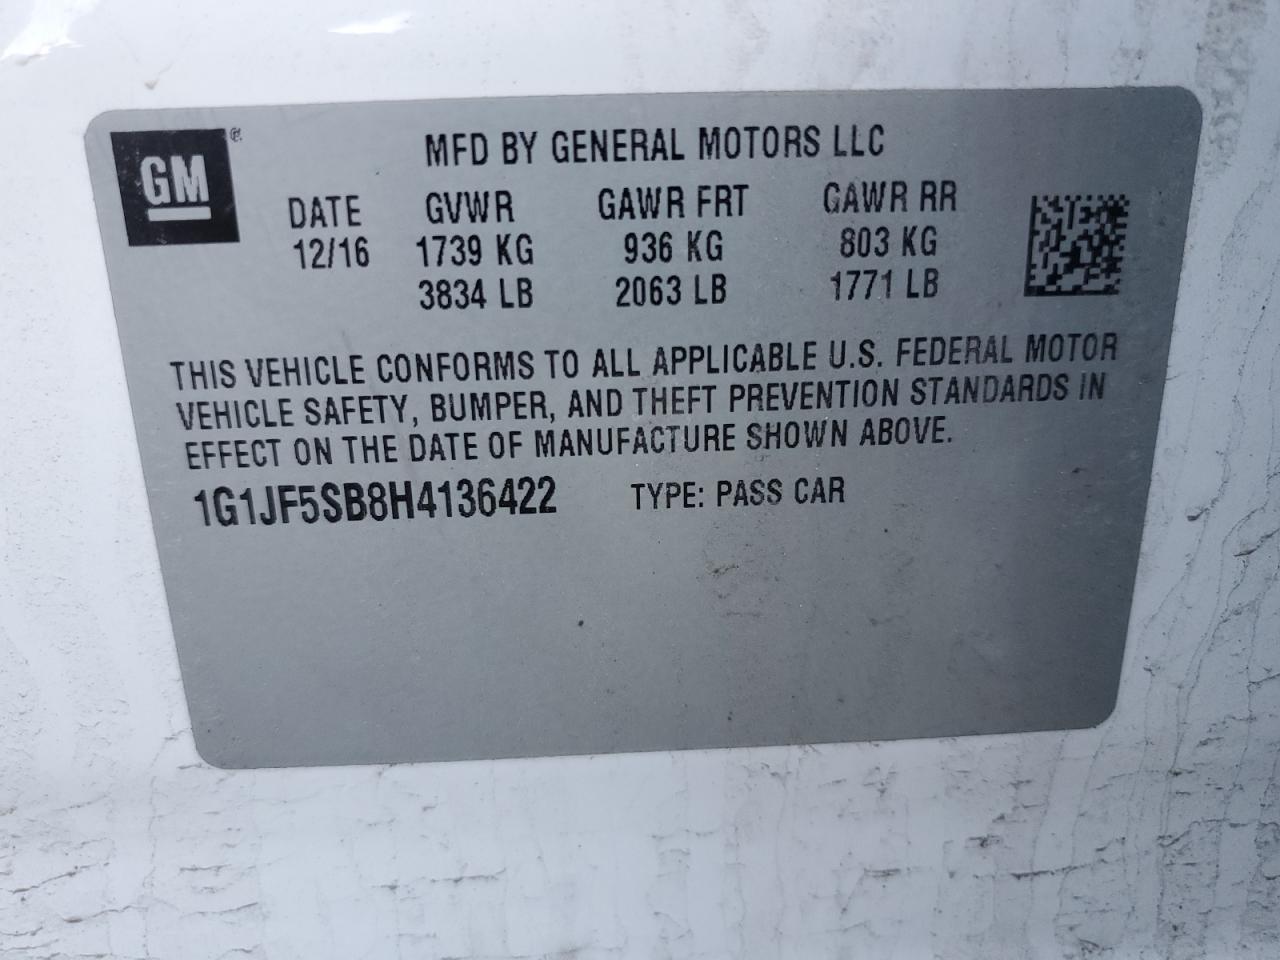 GM
MFD BY GENERAL MOTORS LLC
DATE GVWR GAWR FRT GAWR RR
12/16 1739 KG 936 KG 803 KG
3834 LB 2063 LB 1771 LB
THIS VEHICLE CONFORMS TO ALL APPLICABLE U.S. FEDERAL MOTOR
VEHICLE SAFETY, BUMPER, AND THEFT PREVENTION STANDARDS IN
EFFECT ON THE DATE OF MANUFACTURE SHOWN ABOVE.
1G1JF5SB8H4136422 TYPE: PASS CAR